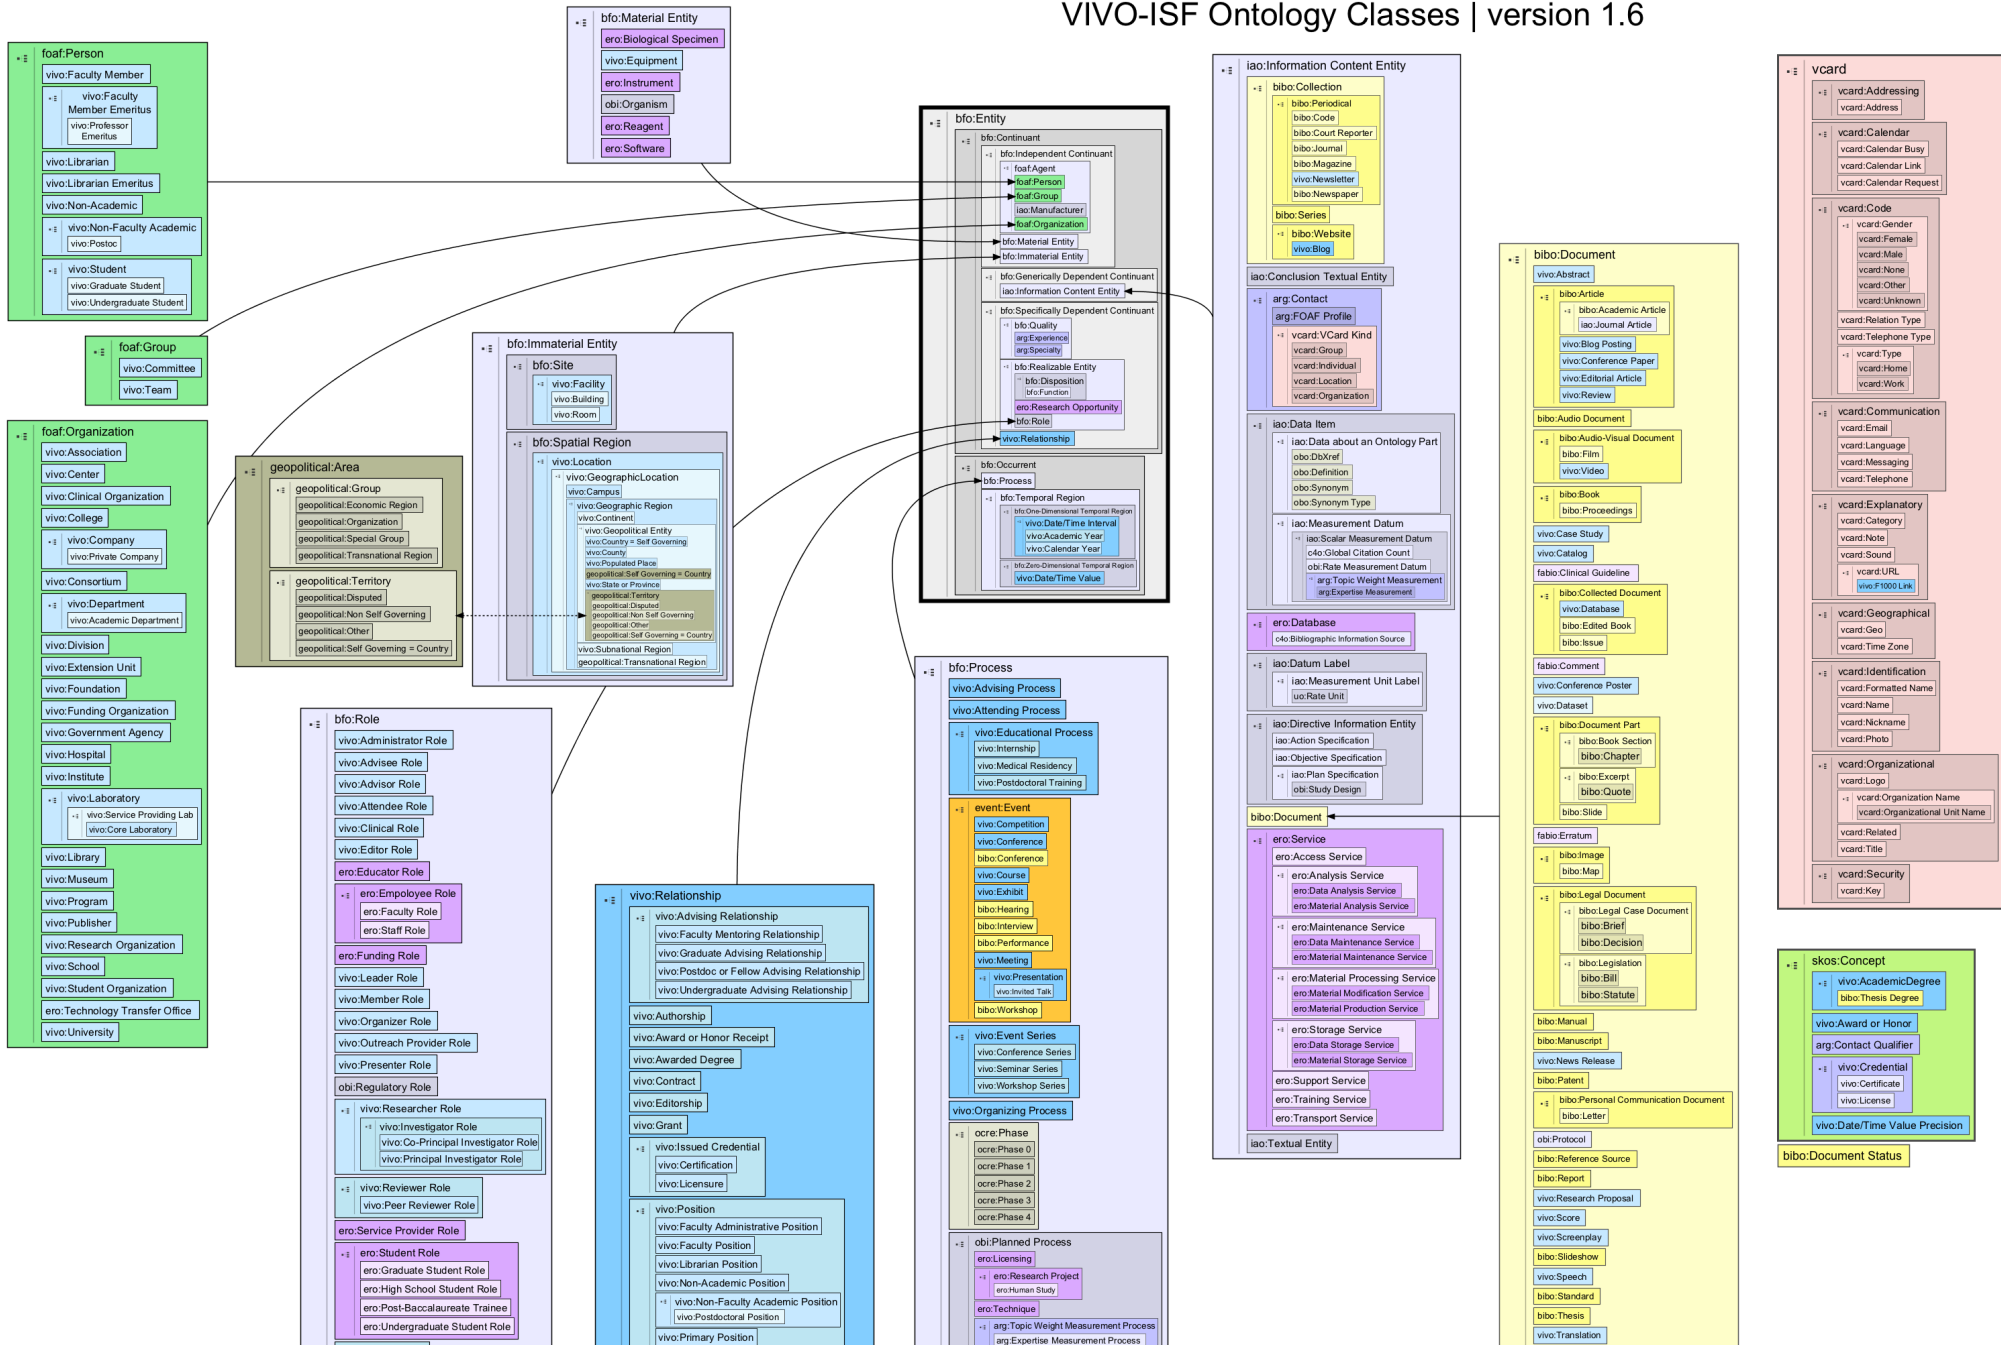 VIVO-ISF Ontology Classes | version 1.6
foaf:Person
vivo:Faculty Member
vivo:Faculty
Member Emeritus
vivo:Professor
Emeritus
vivo:Librarian
vivo:Librarian Emeritus
vivo:Non-Academic
vivo:Non-Faculty Academic
vivo:Postoc
vivo:Student
vivo:Graduate Student
vivo:Undergraduate Student
foaf:Group
vivo:Committee
vivo:Team
foaf:Organization
vivo:Association
vivo:Center
vivo:Clinical Organization
vivo:College
vivo:Company
vivo:Private Company
vivo:Consortium
vivo:Department
vivo:Academic Department
vivo:Division
vivo:Extension Unit
vivo:Foundation
vivo:Funding Organization
vivo:Government Agency
vivo:Hospital
vivo:Institute
vivo:Laboratory
vivo:Service Providing Lab
vivo:Core Laboratory
vivo:Library
vivo:Museum
vivo:Program
vivo:Publisher
vivo:Research Organization
vivo:School
vivo:Student Organization
ero:Technology Transfer Office
vivo:University
geopolitical:Area
geopolitical:Group
geopolitical:Economic Region
geopolitical:Organization
geopolitical:Special Group
geopolitical:Transnational Region
geopolitical:Territory
geopolitical:Disputed
geopolitical:Non Self Governing
geopolitical:Other
geopolitical:Self Governing = Country
bfo:Material Entity
ero:Biological Specimen
vivo:Equipment
ero:Instrument
obi:Organism
ero:Reagent
ero:Software
bfo:Immaterial Entity
bfo:Site
vivo:Facility
vivo:Building
vivo:Room
bfo:Spatial Region
vivo:Location
vivo:GeographicLocation
vivo:Campus
vivo:Geographic Region
vivo:Continent
vivo:Geopolitical Entity
vivo:Country = Self Governing
vivo:County
vivo:Populated Place
geopolitical:Self Governing = Country
vivo:State or Province
geopolitical:Territory
geopolitical:Disputed
geopolitical:Non Self Governing
geopolitical:Other
geopolitical:Self Governing = Country
vivo:Subnational Region
geopolitical:Transnational Region
bfo:Role
vivo:Administrator Role
vivo:Advisee Role
vivo:Advisor Role
vivo:Attendee Role
vivo:Clinical Role
vivo:Editor Role
ero:Educator Role
ero:Empoloyee Role
ero:Faculty Role
ero:Staff Role
ero:Funding Role
vivo:Leader Role
vivo:Member Role
vivo:Organizer Role
vivo:Outreach Provider Role
vivo:Presenter Role
obi:Regulatory Role
vivo:Researcher Role
vivo:Investigator Role
vivo:Co-Principal Investigator Role
vivo:Principal Investigator Role
vivo:Reviewer Role
vivo:Peer Reviewer Role
ero:Service Provider Role
ero:Student Role
ero:Graduate Student Role
ero:High School Student Role
ero:Post-Baccalaureate Trainee
ero:Undergraduate Student Role
vivo:Relationship
vivo:Advising Relationship
vivo:Faculty Mentoring Relationship
vivo:Graduate Advising Relationship
vivo:Postdoc or Fellow Advising Relationship
vivo:Undergraduate Advising Relationship
vivo:Authorship
vivo:Award or Honor Receipt
vivo:Awarded Degree
vivo:Contract
vivo:Editorship
vivo:Grant
vivo:Issued Credential
vivo:Certification
vivo:Licensure
vivo:Position
vivo:Faculty Administrative Position
vivo:Faculty Position
vivo:Librarian Position
vivo:Non-Academic Position
vivo:Non-Faculty Academic Position
vivo:Postdoctoral Position
vivo:Primary Position
bfo:Entity
bfo:Continuant
bfo:Independent Continuant
foaf:Agent
foaf:Person
foaf:Group
iao:Manufacturer
foaf:Organization
bfo:Material Entity
bfo:Immaterial Entity
bfo:Generically Dependent Continuant
iao:Information Content Entity
bfo:Specifically Dependent Continuant
bfo:Quality
arg:Experience
arg:Specialty
bfo:Realizable Entity
bfo:Disposition
bfo:Function
ero:Research Opportunity
bfo:Role
vivo:Relationship
bfo:Occurrent
bfo:Process
bfo:Temporal Region
bfo:One-Dimensional Temporal Region
vivo:Date/Time Interval
vivo:Academic Year
vivo:Calendar Year
bfo:Zero-Dimensional Temporal Region
vivo:Date/Time Value
bfo:Process
vivo:Advising Process
vivo:Attending Process
vivo:Educational Process
vivo:Internship
vivo:Medical Residency
vivo:Postdoctoral Training
event:Event
vivo:Competition
vivo:Conference
bibo:Conference
vivo:Course
vivo:Exhibit
bibo:Hearing
bibo:Interview
bibo:Performance
vivo:Meeting
vivo:Presentation
vivo:Invited Talk
bibo:Workshop
vivo:Event Series
vivo:Conference Series
vivo:Seminar Series
vivo:Workshop Series
vivo:Organizing Process
ocre:Phase
ocre:Phase 0
ocre:Phase 1
ocre:Phase 2
ocre:Phase 3
ocre:Phase 4
obi:Planned Process
ero:Licensing
ero:Research Project
ero:Human Study
ero:Technique
arg:Topic Weight Measurement Process
arg:Expertise Measurement Process
iao:Information Content Entity
bibo:Collection
bibo:Periodical
bibo:Code
bibo:Court Reporter
bibo:Journal
bibo:Magazine
vivo:Newsletter
bibo:Newspaper
bibo:Series
bibo:Website
vivo:Blog
iao:Conclusion Textual Entity
arg:Contact
arg:FOAF Profile
vcard:VCard Kind
vcard:Group
vcard:Individual
vcard:Location
vcard:Organization
iao:Data Item
iao:Data about an Ontology Part
obo:DbXref
obo:Definition
obo:Synonym
obo:Synonym Type
iao:Measurement Datum
iao:Scalar Measurement Datum
c4o:Global Citation Count
obi:Rate Measurement Datum
arg:Topic Weight Measurement
arg:Expertise Measurement
ero:Database
c4o:Bibliographic Information Source
iao:Datum Label
iao:Measurement Unit Label
uo:Rate Unit
iao:Directive Information Entity
iao:Action Specification
iao:Objective Specification
iao:Plan Specification
obi:Study Design
bibo:Document
ero:Service
ero:Access Service
ero:Analysis Service
ero:Data Analysis Service
ero:Material Analysis Service
ero:Maintenance Service
ero:Data Maintenance Service
ero:Material Maintenance Service
ero:Material Processing Service
ero:Material Modification Service
ero:Material Production Service
ero:Storage Service
ero:Data Storage Service
ero:Material Storage Service
ero:Support Service
ero:Training Service
ero:Transport Service
iao:Textual Entity
bibo:Document
vivo:Abstract
bibo:Article
bibo:Academic Article
iao:Journal Article
vivo:Blog Posting
vivo:Conference Paper
vivo:Editorial Article
vivo:Review
bibo:Audio Document
bibo:Audio-Visual Document
bibo:Film
vivo:Video
bibo:Book
bibo:Proceedings
vivo:Case Study
vivo:Catalog
fabio:Clinical Guideline
bibo:Collected Document
vivo:Database
bibo:Edited Book
bibo:Issue
fabio:Comment
vivo:Conference Poster
vivo:Dataset
bibo:Document Part
bibo:Book Section
bibo:Chapter
bibo:Excerpt
bibo:Quote
bibo:Slide
fabio:Erratum
bibo:Image
bibo:Map
bibo:Legal Document
bibo:Legal Case Document
bibo:Brief
bibo:Decision
bibo:Legislation
bibo:Bill
bibo:Statute
bibo:Manual
bibo:Manuscript
vivo:News Release
bibo:Patent
bibo:Personal Communication Document
bibo:Letter
obi:Protocol
bibo:Reference Source
bibo:Report
vivo:Research Proposal
vivo:Score
vivo:Screenplay
bibo:Slideshow
vivo:Speech
bibo:Standard
bibo:Thesis
vivo:Translation
vcard
vcard:Addressing
vcard:Address
vcard:Calendar
vcard:Calendar Busy
vcard:Calendar Link
vcard:Calendar Request
vcard:Code
vcard:Gender
vcard:Female
vcard:Male
vcard:None
vcard:Other
vcard:Unknown
vcard:Relation Type
vcard:Telephone Type
vcard:Type
vcard:Home
vcard:Work
vcard:Communication
vcard:Email
vcard:Language
vcard:Messaging
vcard:Telephone
vcard:Explanatory
vcard:Category
vcard:Note
vcard:Sound
vcard:URL
vivo:F1000 Link
vcard:Geographical
vcard:Geo
vcard:Time Zone
vcard:Identification
vcard:Formatted Name
vcard:Name
vcard:Nickname
vcard:Photo
vcard:Organizational
vcard:Logo
vcard:Organization Name
vcard:Organizational Unit Name
vcard:Related
vcard:Title
vcard:Security
vcard:Key
skos:Concept
vivo:AcademicDegree
bibo:Thesis Degree
vivo:Award or Honor
arg:Contact Qualifier
vivo:Credential
vivo:Certificate
vivo:License
vivo:Date/Time Value Precision
bibo:Document Status